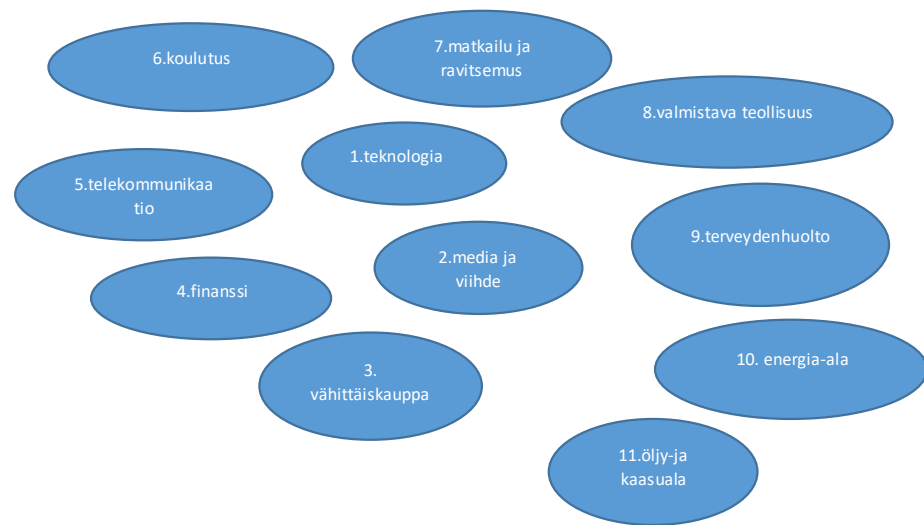 6.koulutus
7.matkailu ja
ravitsemus
8.valmistava teollisuus
1.teknologia
5.telekommunikaa
tio
9.terveydenhuolto
2.media ja
viihde
4.finanssi
3.
vähittäiskauppa
10. energia-ala
11.öljy-ja
kaasuala